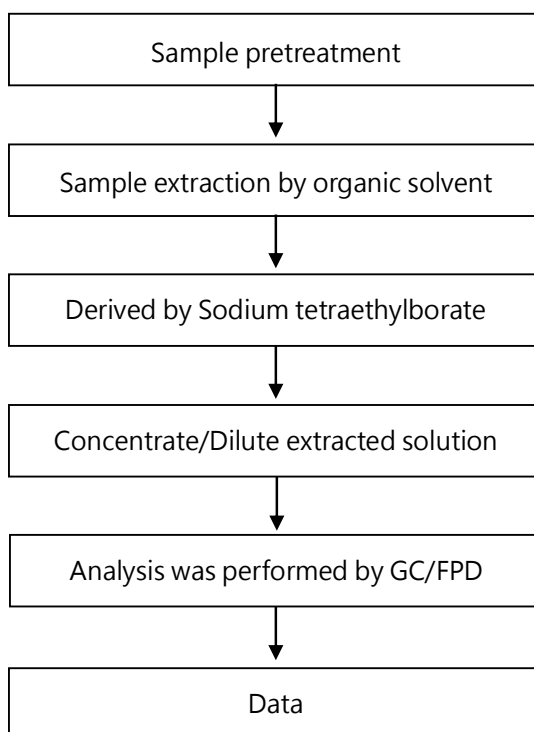 Sample pretreatment
Sample extraction by organic solvent
Derived by Sodium tetraethylborate
Concentrate/Dilute extracted solution
Analysis was performed by GC/FPD
Data